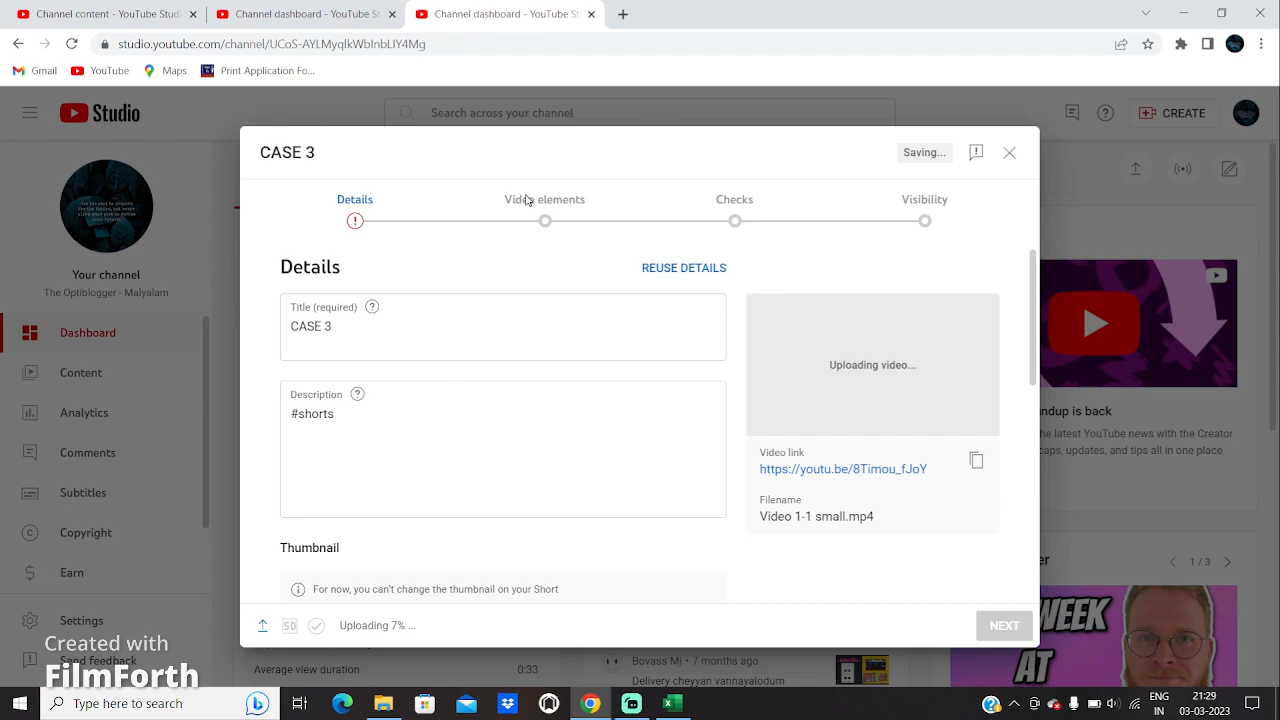 Channel content - YouTube Studi
Channel dashboard - YouTube St
Channel dashboard - YouTube St
studio.youtube.com/channel/UCoS-AYLMyqlkWbInbLlY4Mg
Gmail
YouTube
Maps
Print Application Fo...
Studio
Search across your channel
CREATE
CASE 3
Saving...
Details
Video elements
Checks
Visibility
Details
REUSE DETAILS
Title (required)
CASE 3
Description
#shorts
Thumbnail
For now, you can't change the thumbnail on your Short
Uploading video...
Video link
https://youtu.be/8Timou_fJoY
Filename
Video 1-1 small.mp4
SD
Uploading 7% ...
NEXT
Your channel
The Optiblogger - Malyalam
Dashboard
Content
Analytics
Comments
Subtitles
Copyright
Earn
Settings
Send feedback
ndup is back
he latest YouTube news with the Creator
caps, updates, and tips all in one place
er
1 / 3
WEEK
AT
Average view duration
0:33
Bovass Mj • 7 months ago
Delivery cheyyan vannayalodum
Created with
FilmForth
Type here to search
ENG
IN
21:29
03-03-2023